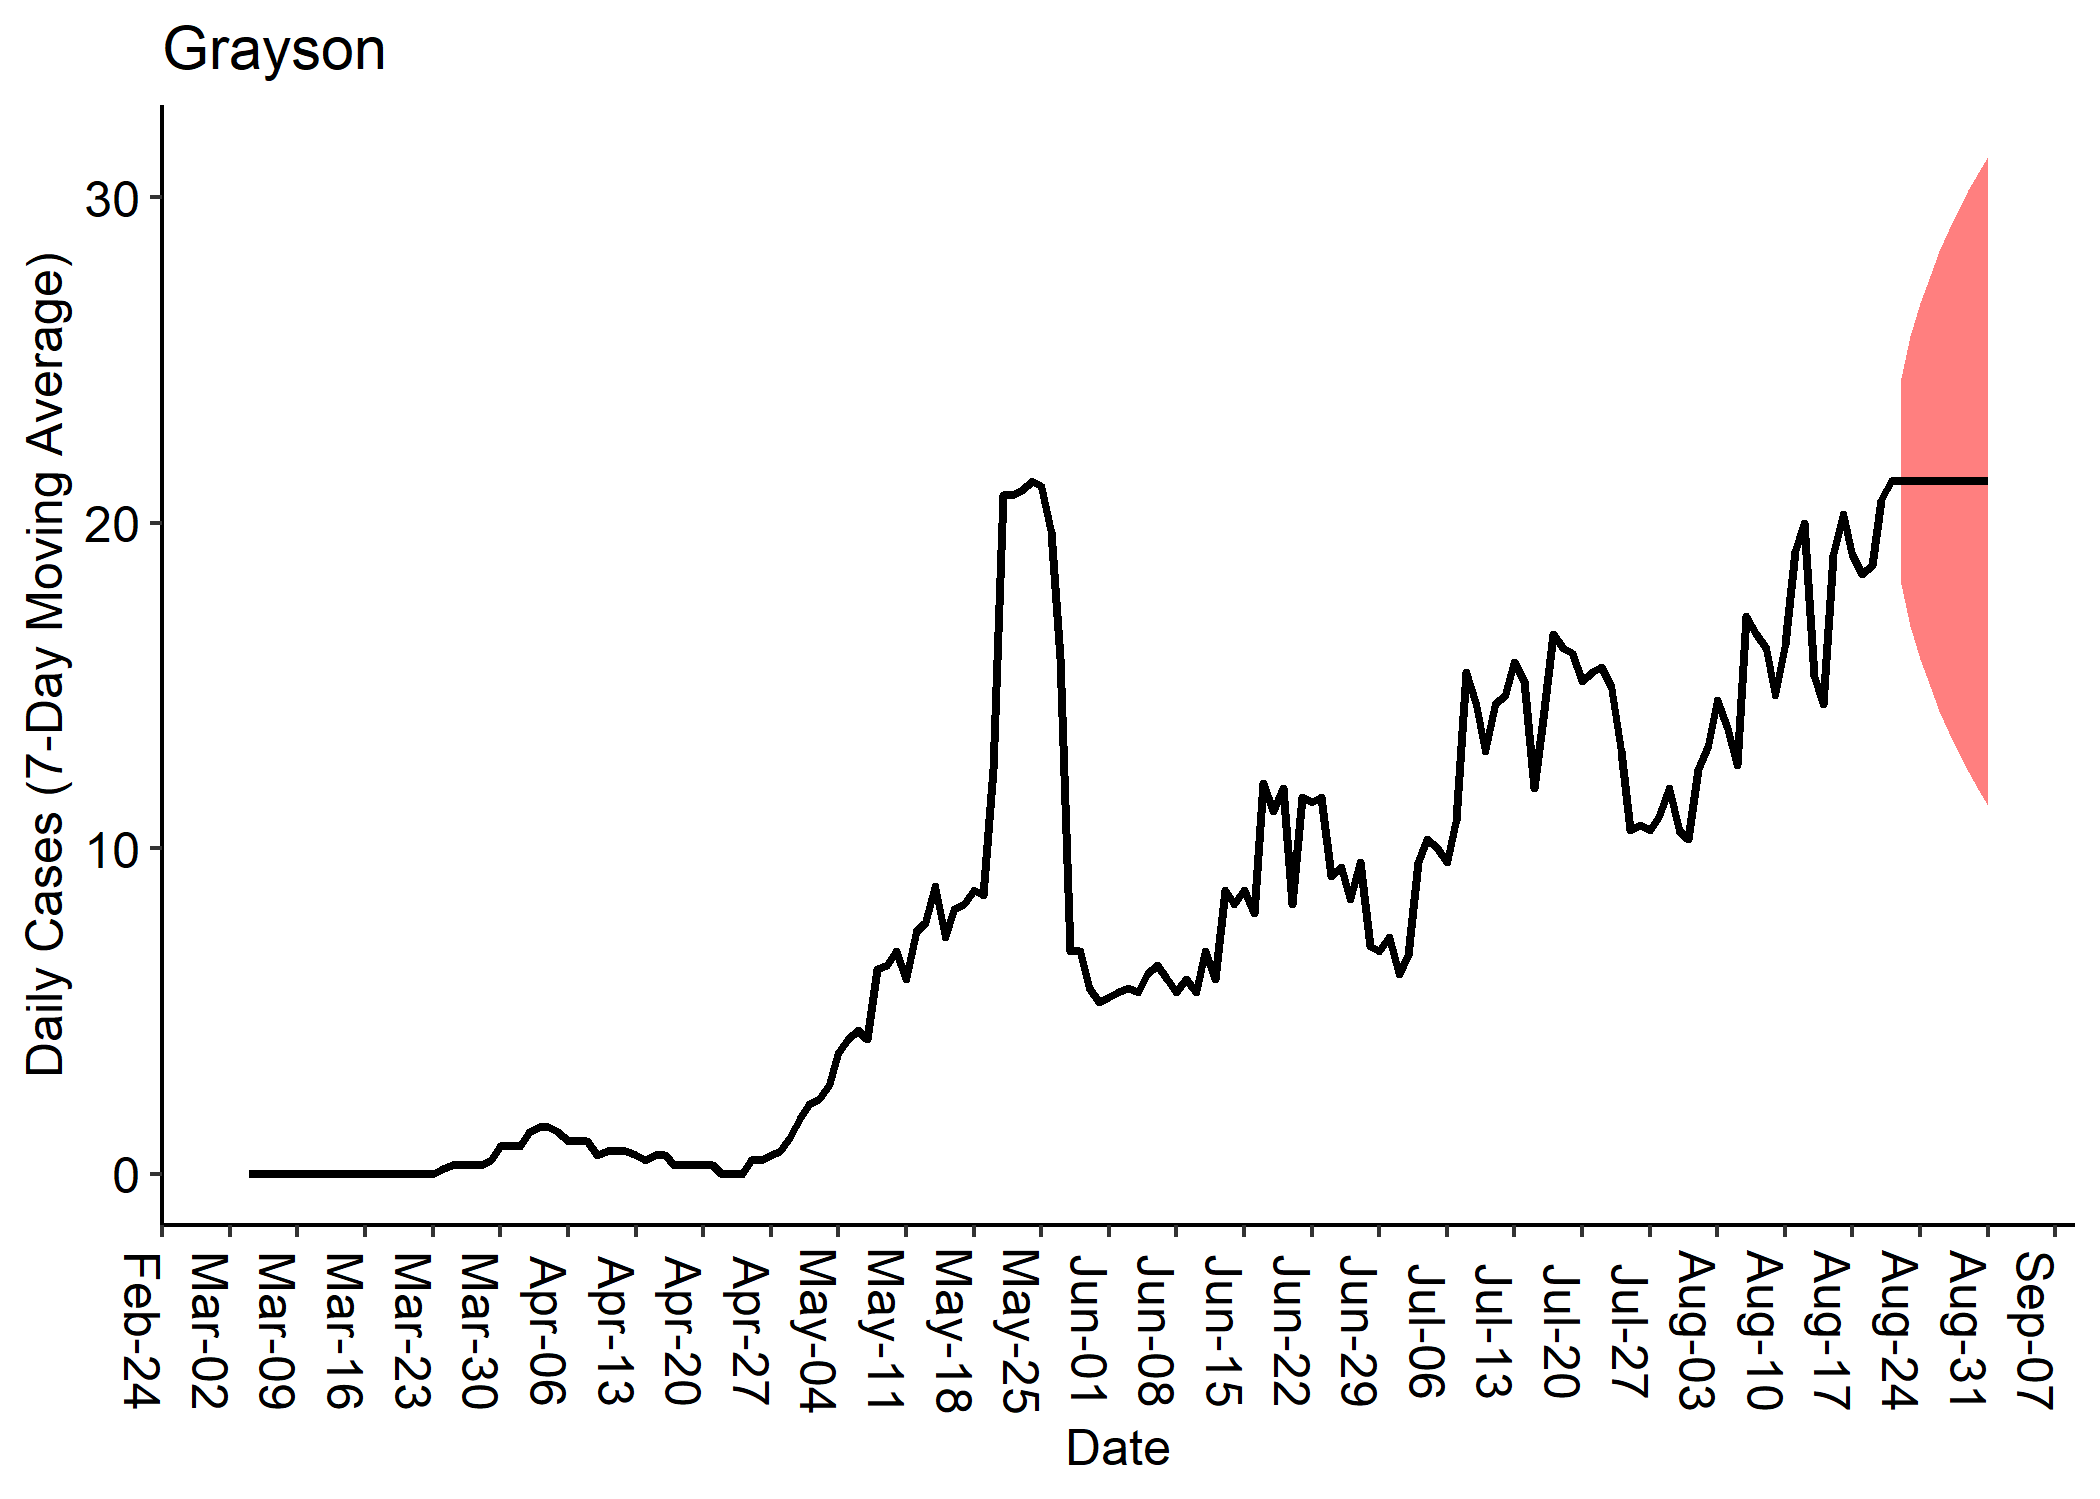 Grayson
Daily Cases (7-Day Moving Average)
30
20
10
0
Feb-24
Mar-02
Mar-09
Mar-16
Mar-23
Mar-30
Apr-06
Apr-13
Apr-20
Apr-27
May-04
May-11
May-18
May-25
Jun-01
Jun-08
Jun-15
Jun-22
Jun-29
Jul-06
Jul-13
Jul-20
Jul-27
Aug-03
Aug-10
Aug-17
Aug-24
Aug-31
Sep-07
Date